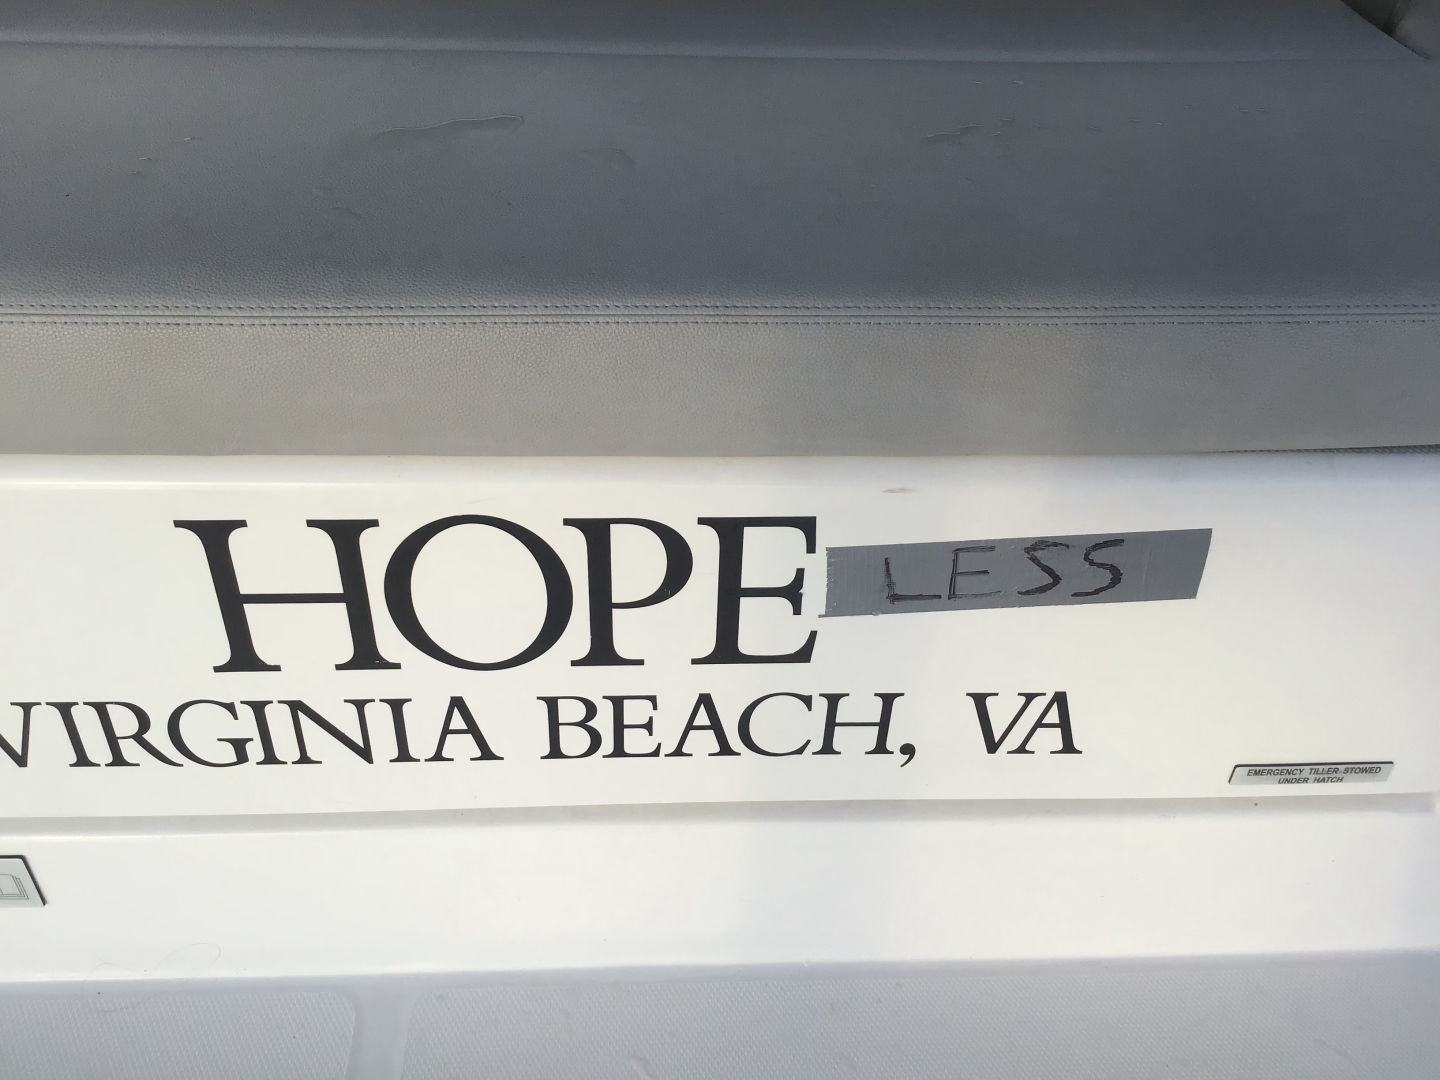 HOPE LESS
VIRGINIA BEACH, VA
EMERGENCY TILLER STOWED
UNDER HATCH